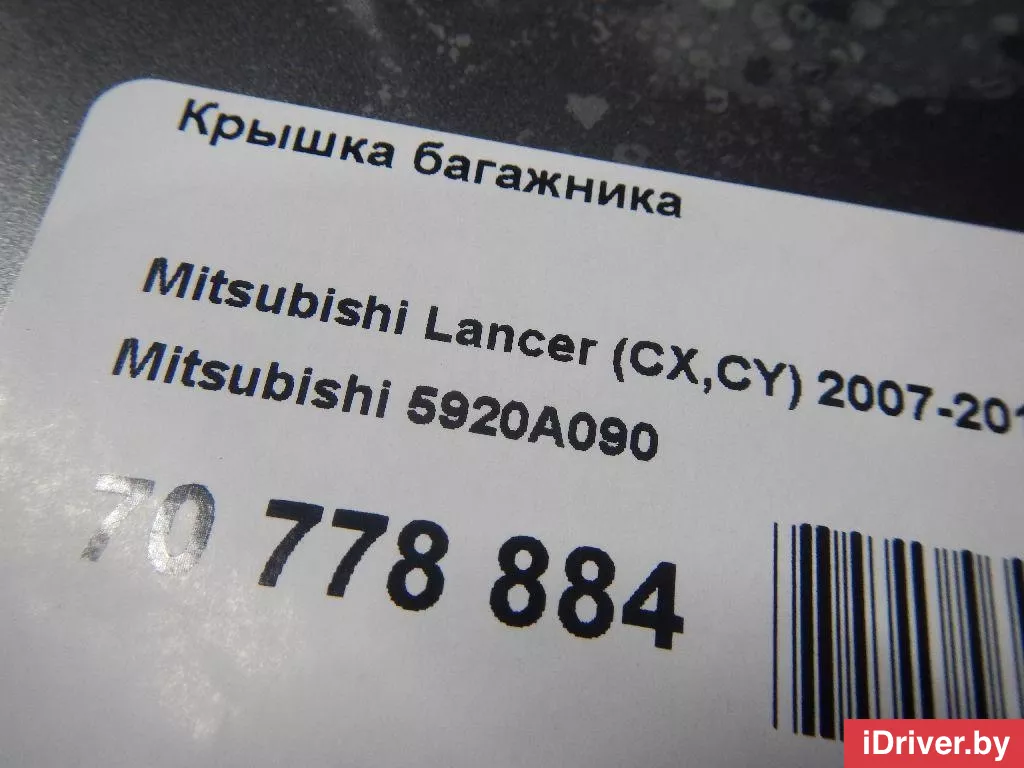 Крышка багажника
Mitsubishi Lancer (CX,CY) 2007-201
Mitsubishi 5920A090
70 778 884
iDriver.by